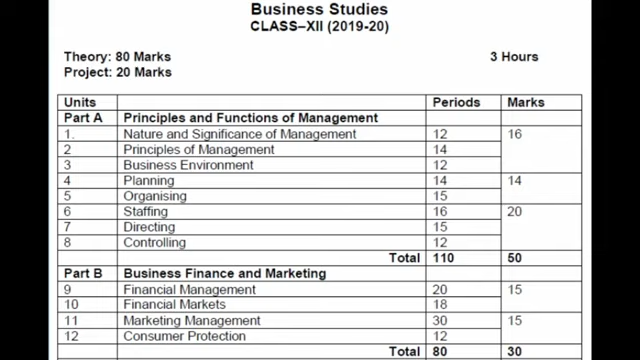 Business Studies
CLASS–XII (2019-20)
Theory: 80 Marks 3 Hours
Project: 20 Marks
Units Periods Marks
Part A Principles and Functions of Management
1. Nature and Significance of Management 12 16
2 Principles of Management 14
3 Business Environment 12
4 Planning 14 14
5 Organising 15
6 Staffing 16 20
7 Directing 15
8 Controlling 12
Total 110 50
Part B Business Finance and Marketing
9 Financial Management 20 15
10 Financial Markets 18
11 Marketing Management 30 15
12 Consumer Protection 12
Total 80 30